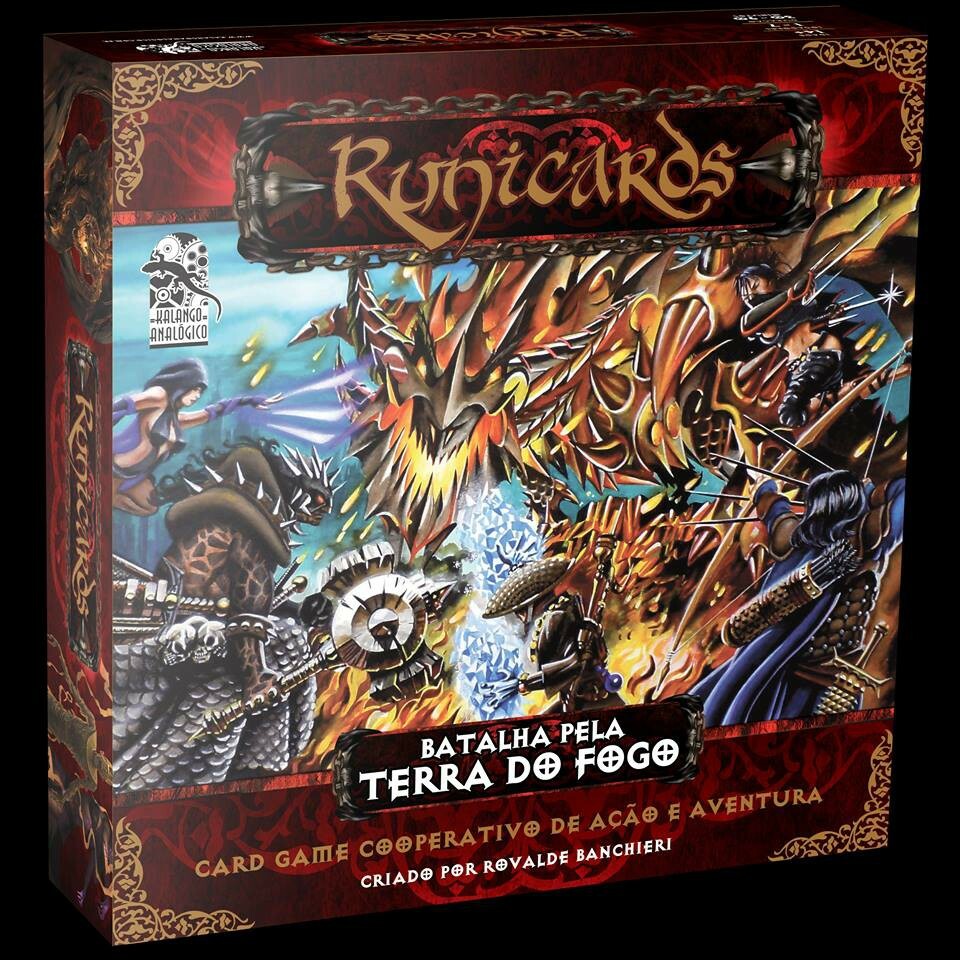 Runicards
Runicards
KALANGO
ANALÓGICO
Runicards
BATALHA PELA
TERRA DO FOGO
CARD GAME COOPERATIVO DE AÇÃO E AVENTURA
CRIADO POR ROVALDE BANCHIERI